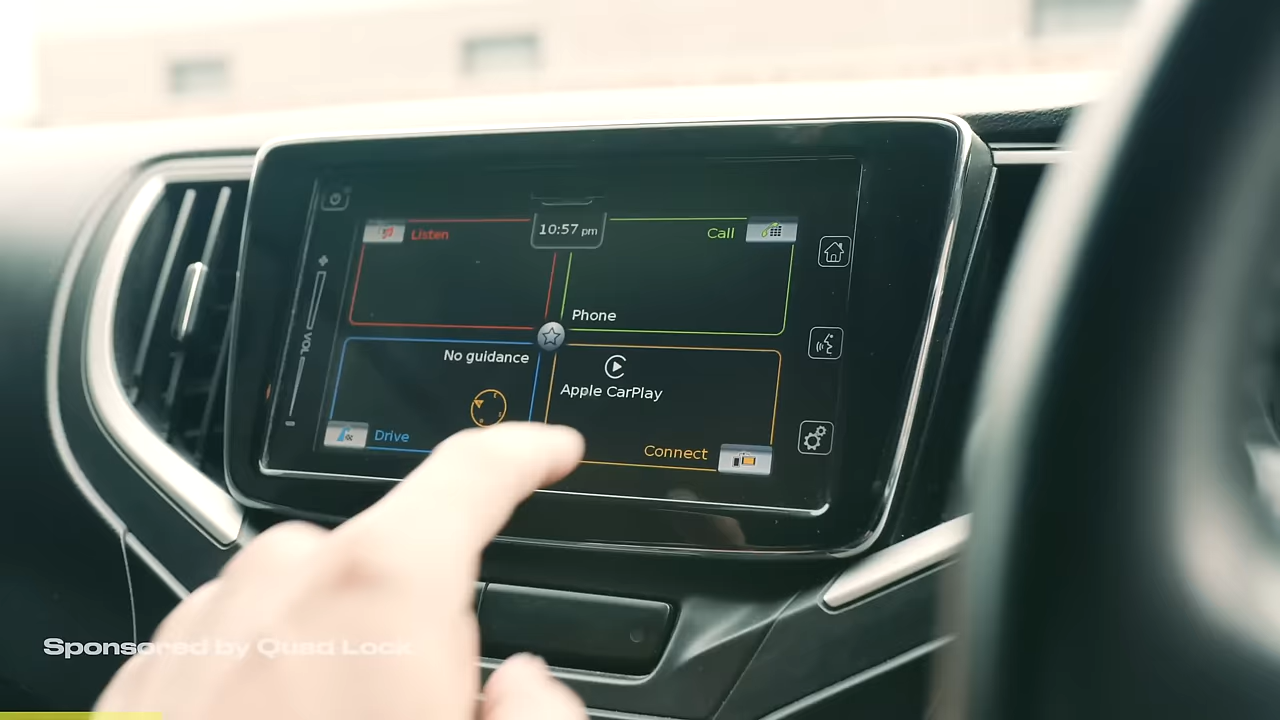 10:57 pm
Listen
Call
Phone
VOL
No guidance
Apple CarPlay
Drive
Connect
Sponsored by Quad Lock